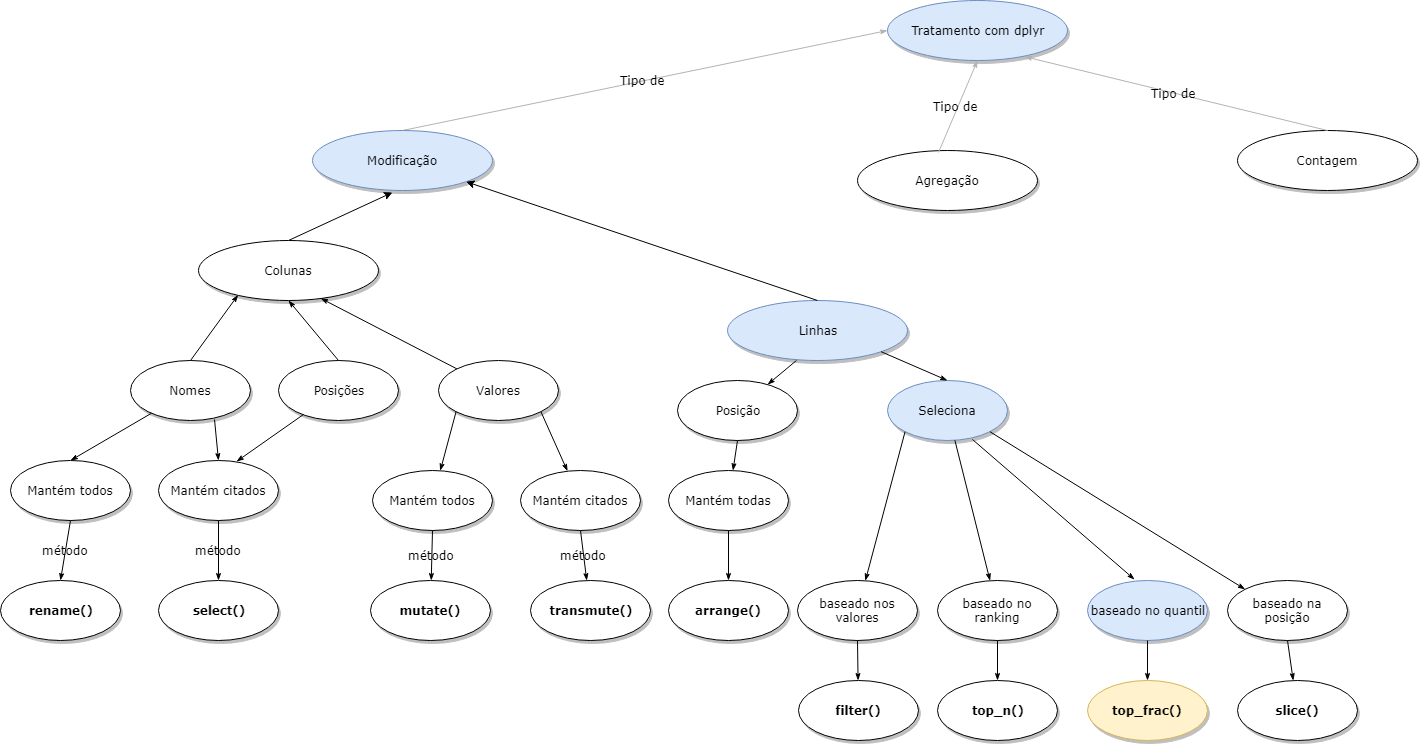 Tratamento com dplyr
Tipo de
Tipo de
Tipo de
Modificação
Agregação
Contagem
Colunas
Linhas
Nomes
Posições
Valores
Posição
Seleciona
Mantém todos
Mantém citados
Mantém todos
Mantém citados
Mantém todas
método
método
método
método
rename()
select()
mutate()
transmute()
arrange()
baseado nos
valores
baseado no
ranking
baseado no quantil
baseado na
posição
filter()
top_n()
top_frac()
slice()